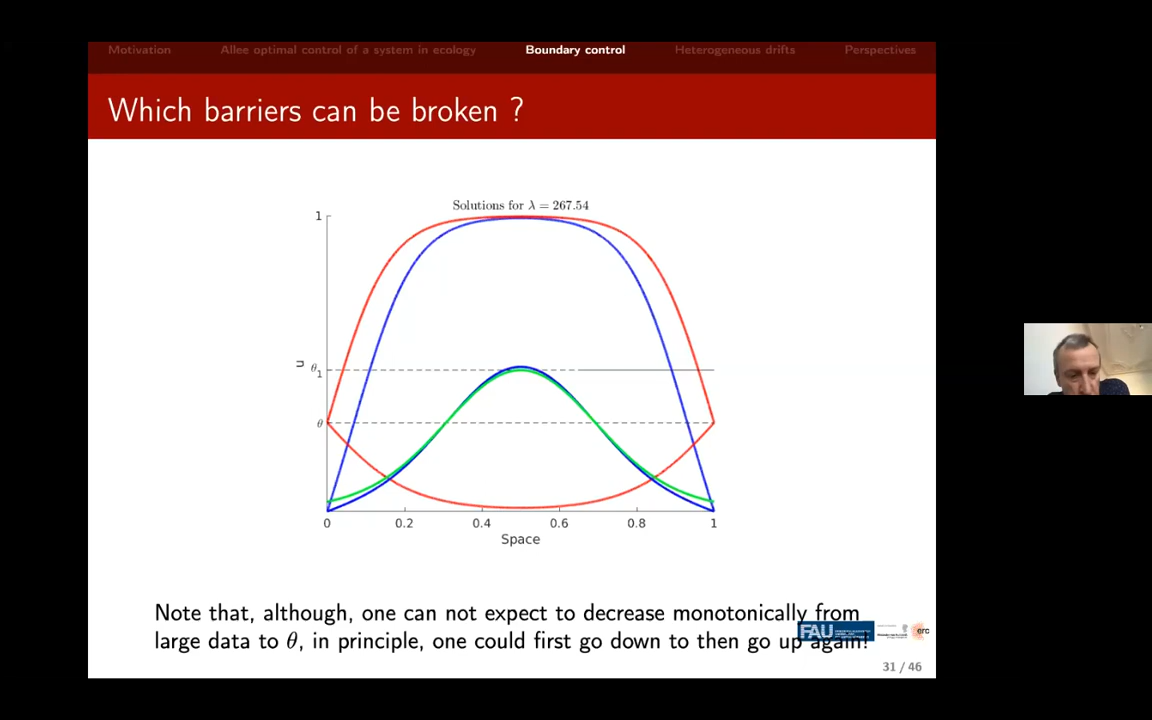 Motivation Allee optimal control of a system in ecology Boundary control Heterogeneous drifts Perspectives
Which barriers can be broken ?
Solutions for λ = 267.54
1
u
θ₁
θ
0 0.2 0.4 0.6 0.8 1
Space
Note that, although, one can not expect to decrease monotonically from
large data to θ, in principle, one could first go down to then go up again!
FAU
erc
31 / 46